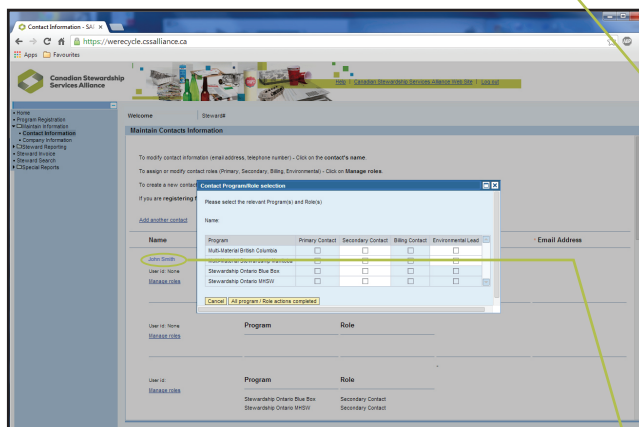 Contact Information - SAP
https://werecycle.cssalliance.ca
Apps Favourites
Canadian Stewardship
Services Alliance
Help | Canadian Stewardship Services Alliance Web Site | Log out
Home
Program Registration
Maintain Information
Contact Information
Company Information
Steward Reporting
Steward Invoice
Steward Search
Special Reports
Welcome Steward#
Maintain Contacts Information
To modify contact information (email address, telephone number) - Click on the contact's name.
To assign or modify contact roles (Primary, Secondary, Billing, Environmental) - Click on Manage roles.
To create a new contac
If you are registering f
Add another contact
Contact Program/Role selection
Please select the relevant Program(s) and Role(s)
Name:
Program Primary Contact Secondary Contact Billing Contact Environmental Lead
Multi-Material British Columbia
Multi-Material Stewardship Manitoba
Stewardship Ontario Blue Box
Stewardship Ontario MHSW
Cancel All program / Role actions completed
Name Email Address
John Smith
User Id: None
Manage roles
User Id: None Program Role
Manage roles
User Id: Program Role
Manage roles
Stewardship Ontario Blue Box Secondary Contact
Stewardship Ontario MHSW Secondary Contact